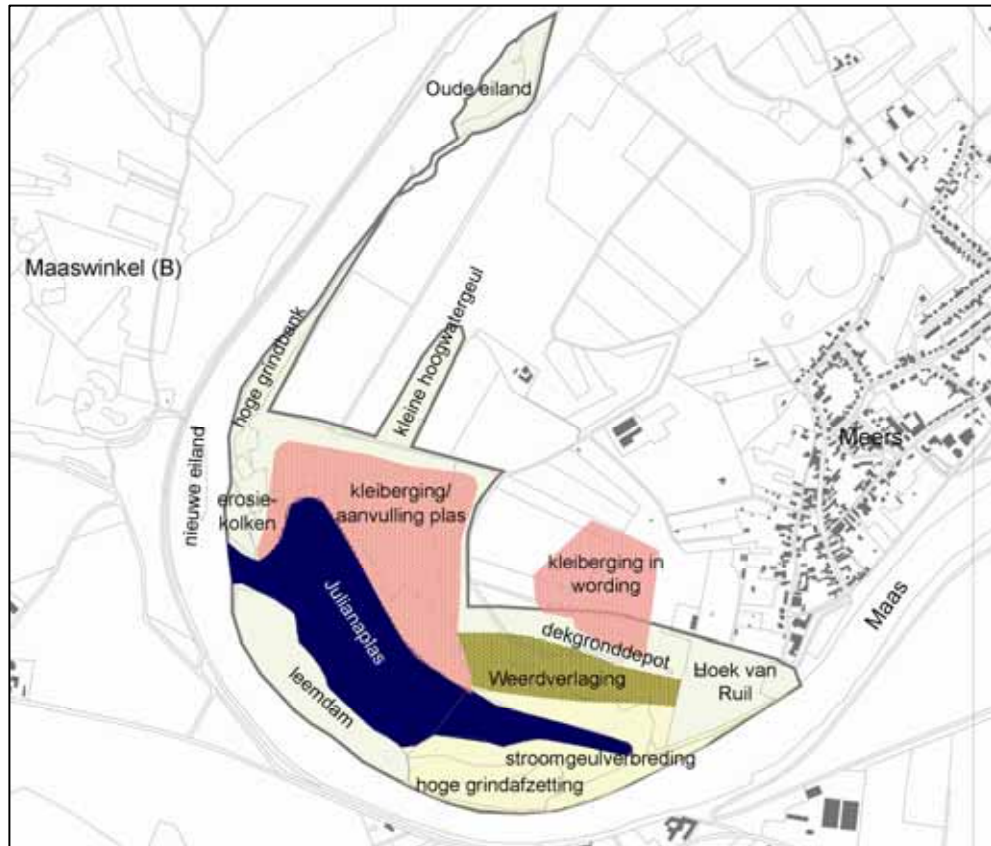 Oude eiland
Maaswinkel (B)
hoge grindbank
kleine hoogwatergeul
nieuwe eiland
Meers
erosie-
kolken
kleiberging/
aanvulling plas
kleiberging in
wording
Julianaplas
Maas
dekgronddepot
Weerdverlaging
Hoek van
Ruil
leemdam
stroomgeulverbreding
hoge grindafzetting